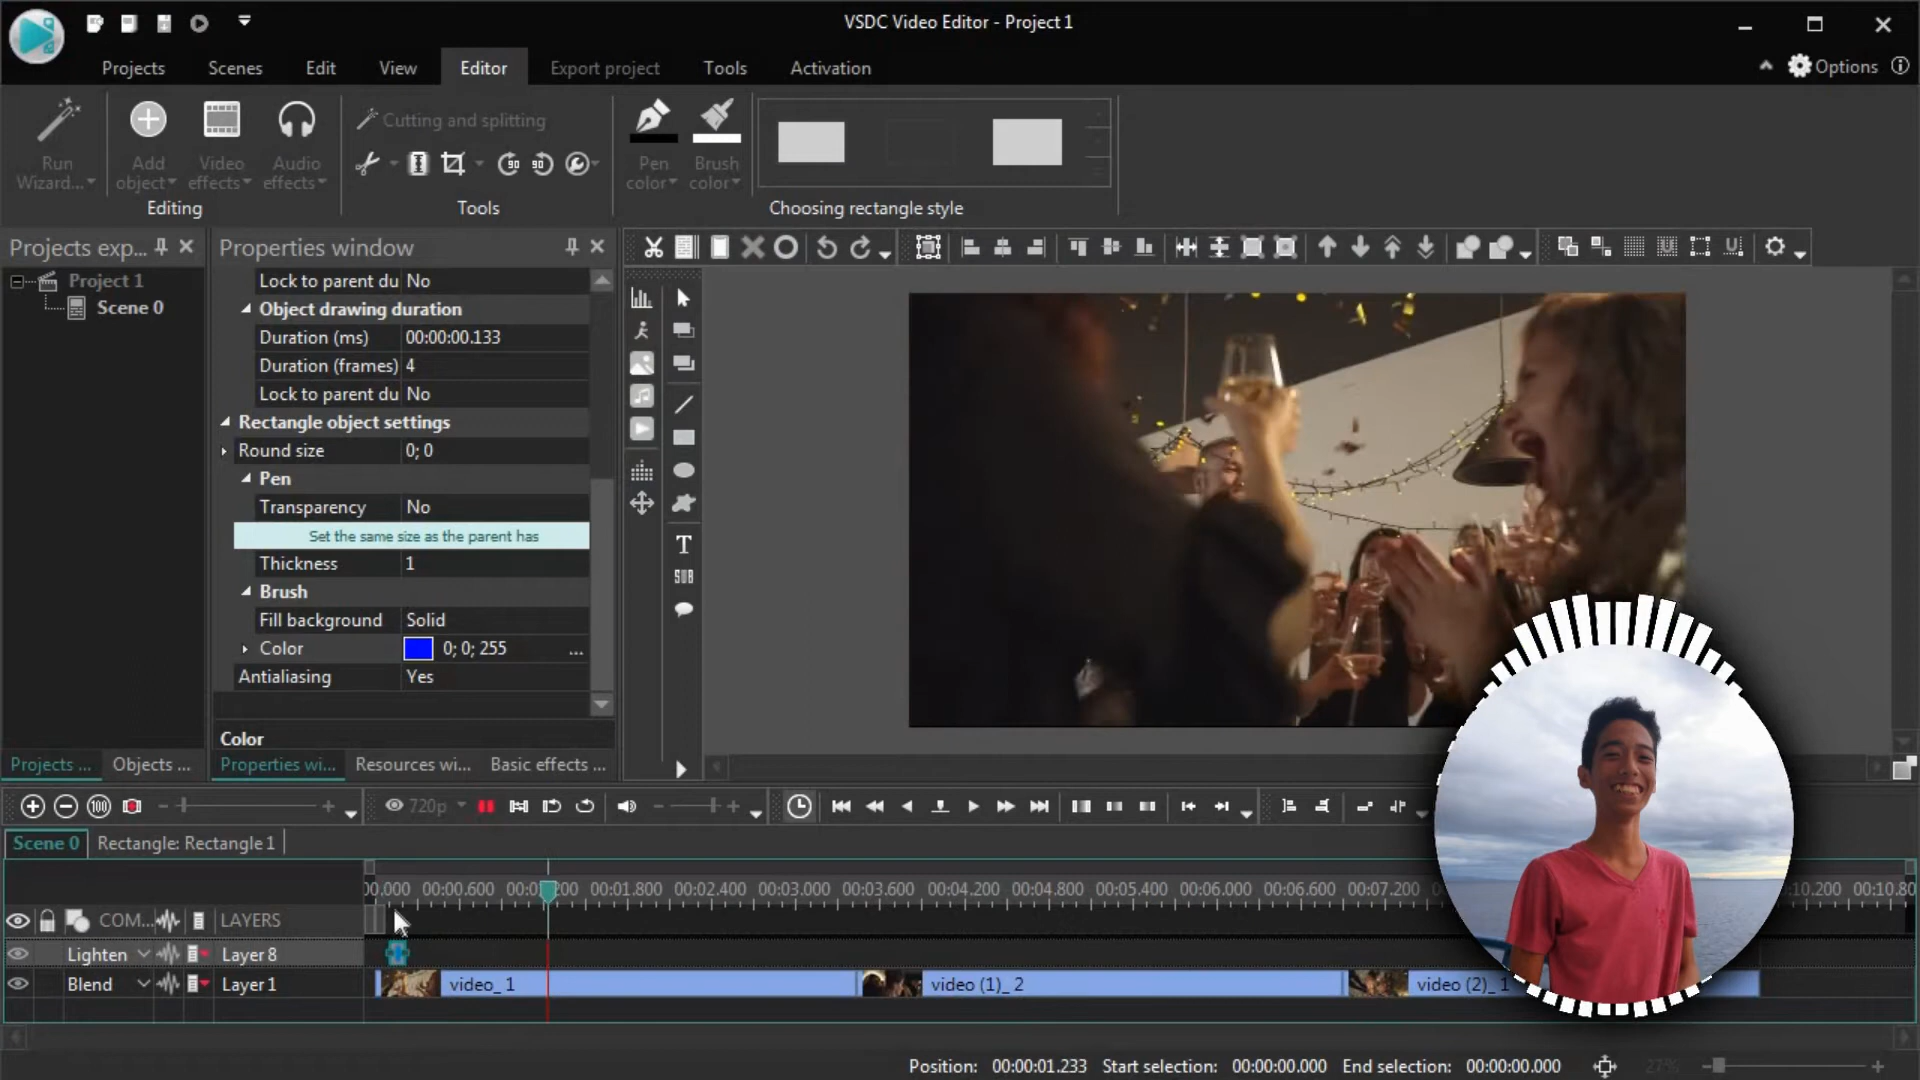 VSDC Video Editor - Project 1
Projects Scenes Edit View Editor Export project Tools Activation Options
Cutting and splitting
Run Wizard...
Add object
Video effects
Audio effects
90 90
Pen color
Brush color
Editing Tools Choosing rectangle style
Projects exp...
Properties window
Project 1
Scene 0
Lock to parent du No
Object drawing duration
Duration (ms) 00:00:00.133
Duration (frames) 4
Lock to parent du No
Rectangle object settings
Round size 0; 0
Pen
Transparency No
Set the same size as the parent has
Thickness 1
Brush
Fill background Solid
Color 0; 0; 255 ...
Antialiasing Yes
Color
T
SUB
Projects ... Objects ... Properties wi... Resources wi... Basic effects ...
100 720p
Scene 0 Rectangle: Rectangle 1
00.000 00:00.600 00:0 200 00:01.800 00:02.400 00:03.000 00:03.600 00:04.200 00:04.800 00:05.400 00:06.000 00:06.600 00:07.200 10.200 00:10.80
COM... LAYERS
Lighten Layer 8
Blend Layer 1 video_ 1 video (1)_ 2 video (2)_ 1
Position: 00:00:01.233 Start selection: 00:00:00.000 End selection: 00:00:00.000 27%